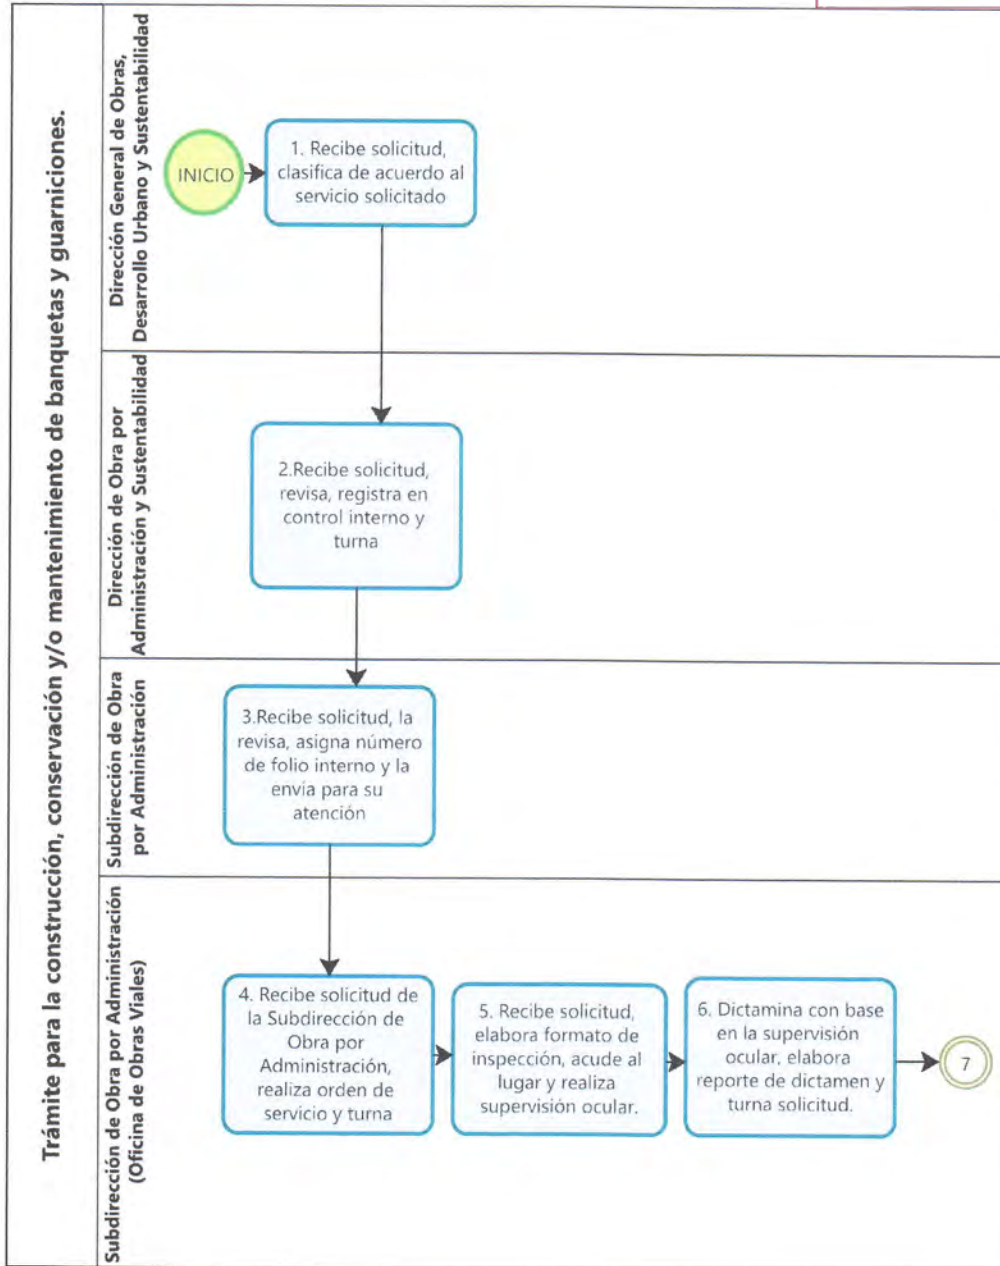 Trámite para la construcción, conservación y/o mantenimiento de banquetas y guarniciones.
Dirección General de Obras,
Desarrollo Urbano y Sustentabilidad
INICIO
1. Recibe solicitud,
clasifica de acuerdo al
servicio solicitado
Dirección de Obra por
Administración y Sustentabilidad
2.Recibe solicitud,
revisa, registra en
control interno y
turna
Subdirección de Obra
por Administración
3.Recibe solicitud, la
revisa, asigna número
de folio interno y la
envía para su
atención
Subdirección de Obra por Administración
(Oficina de Obras Viales)
4. Recibe solicitud de
la Subdirección de
Obra por
Administración,
realiza orden de
servicio y turna
5. Recibe solicitud,
elabora formato de
inspección, acude al
lugar y realiza
supervisión ocular.
6. Dictamina con base
en la supervisión
ocular, elabora
reporte de dictamen y
turna solicitud.
7